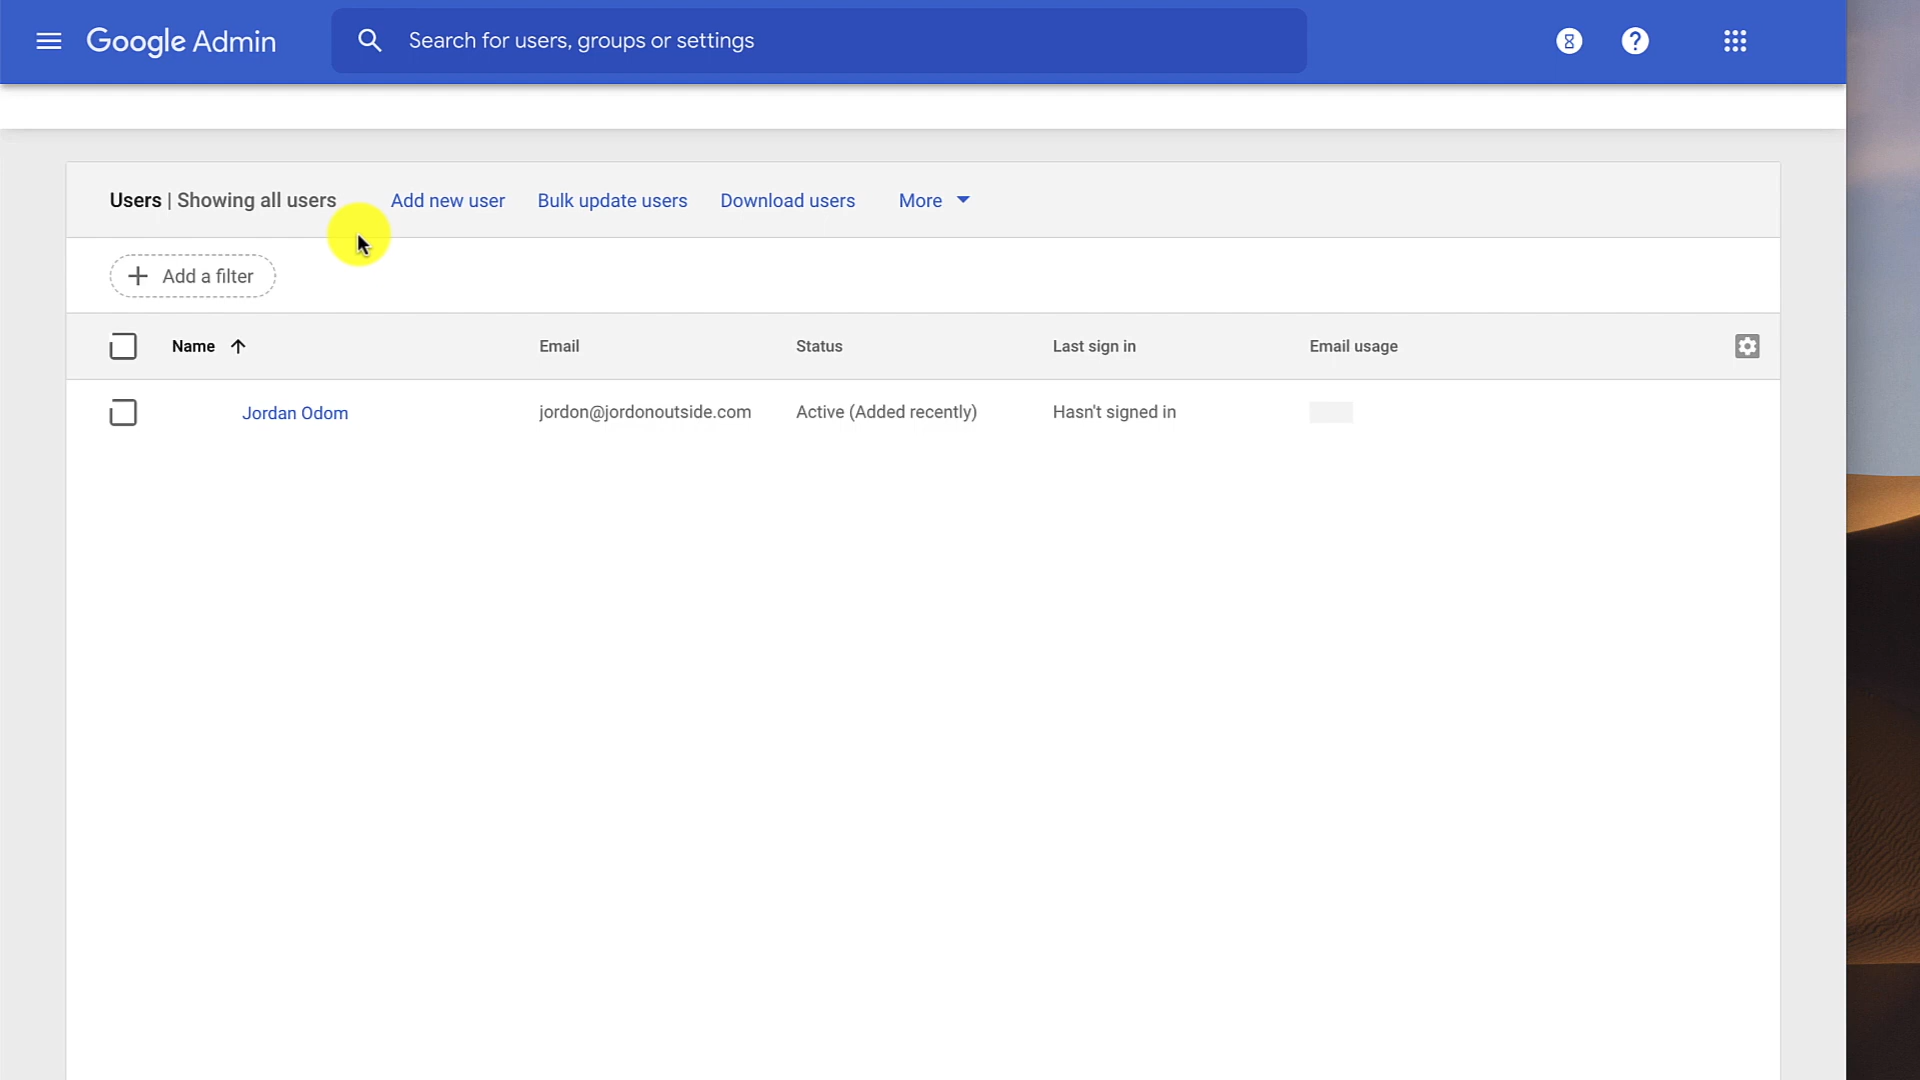 Google Admin
Search for users, groups or settings
Users | Showing all users
Add new user
Bulk update users
Download users
More
Add a filter
Name
Email
Status
Last sign in
Email usage
Jordan Odom
jordon@jordonoutside.com
Active (Added recently)
Hasn't signed in